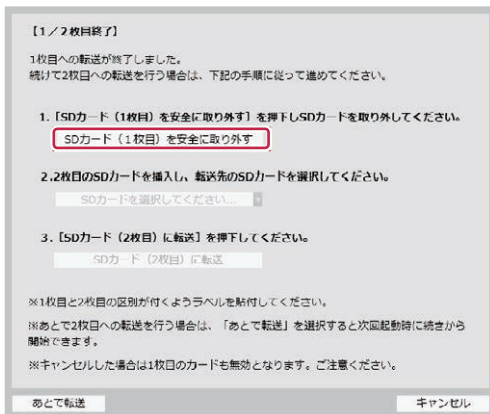 【1/2枚目終了】
1枚目への転送が終了しました。
続けて2枚目への転送を行う場合は、下記の手順に従って進めてください。
1.［SDカード（1枚目）を安全に取り外す］を押下しSDカードを取り外してください。
SDカード（1枚目）を安全に取り外す
2.2枚目のSDカードを挿入し、転送先のSDカードを選択してください。
SDカードを選択してください...
3.［SDカード（2枚目）に転送］を押下してください。
SDカード（2枚目）に転送
※1枚目と2枚目の区別が付くようラベルを貼付してください。
※あとで2枚目への転送を行う場合は、「あとで転送」を選択すると次回起動時に続きから
開始できます。
※キャンセルした場合は1枚目のカードも無効となります。ご注意ください。
あとで転送
キャンセル